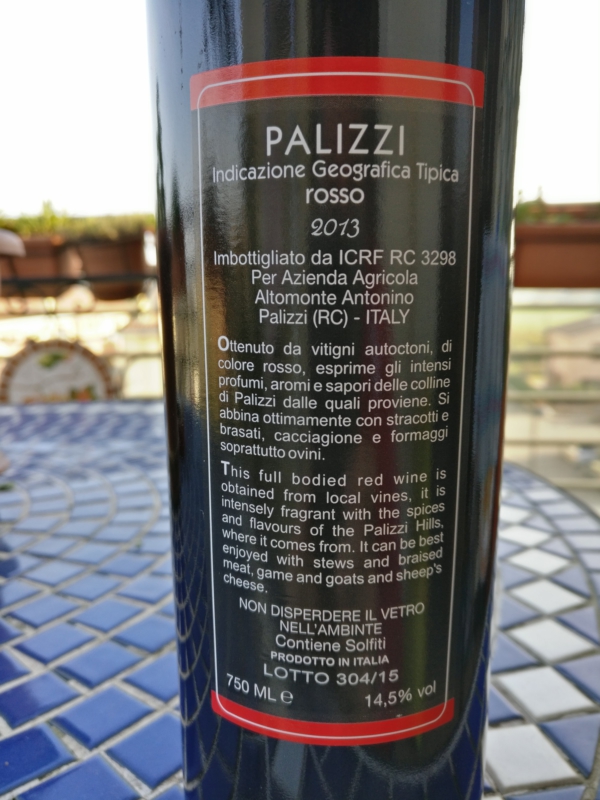 PALIZZI
Indicazione Geografica Tipica
rosso
2013
Imbottigliato da ICRF RC 3298
Per Azienda Agricola
Altomonte Antonino
Palizzi (RC) - ITALY
Ottenuto da vitigni autoctoni, di
colore rosso, esprime gli intensi
profumi, aromi e sapori delle colline
di Palizzi dalle quali proviene. Si
abbina ottimamente con stracotti e
brasati, cacciagione e formaggi
soprattutto ovini.
This full bodied red wine is
obtained from local vines, it is
intensely fragrant with the spices
and flavours of the Palizzi Hills,
where it comes from. It can be best
enjoyed with stews and braised
meat, game and goats and sheep's
cheese.
NON DISPERDERE IL VETRO
NELL'AMBINTE
Contiene Solfiti
PRODOTTO IN ITALIA
LOTTO 304/15
750 ML e 14,5% vol